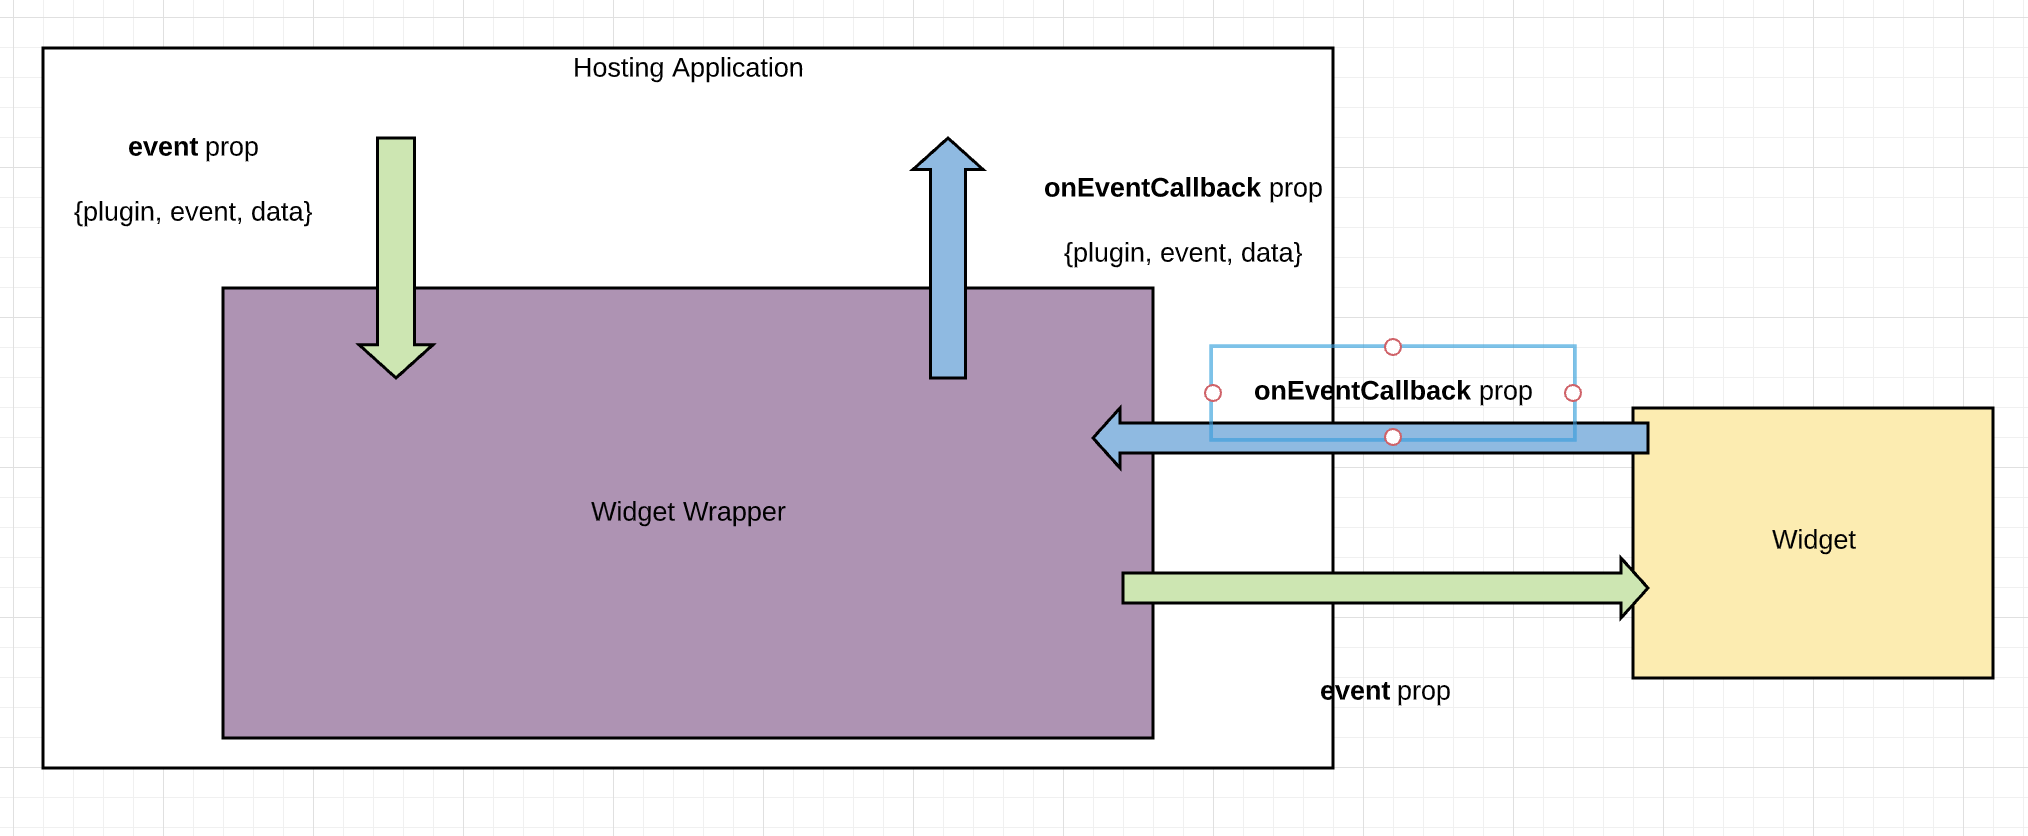 Hosting Application
event prop
{plugin, event, data}
onEventCallback prop
{plugin, event, data}
onEventCallback prop
Widget Wrapper
Widget
event prop